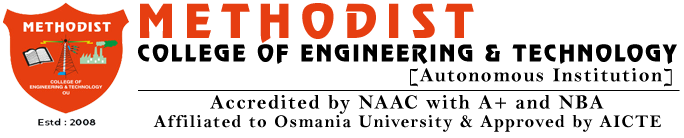 METHODIST
COLLEGE OF
ENGINEERING & TECHNOLOGY
OU
Estd : 2008
METHODIST
COLLEGE OF ENGINEERING & TECHNOLOGY
[Autonomous Institution]
Accredited by NAAC with A+ and NBA
Affiliated to Osmania University & Approved by AICTE